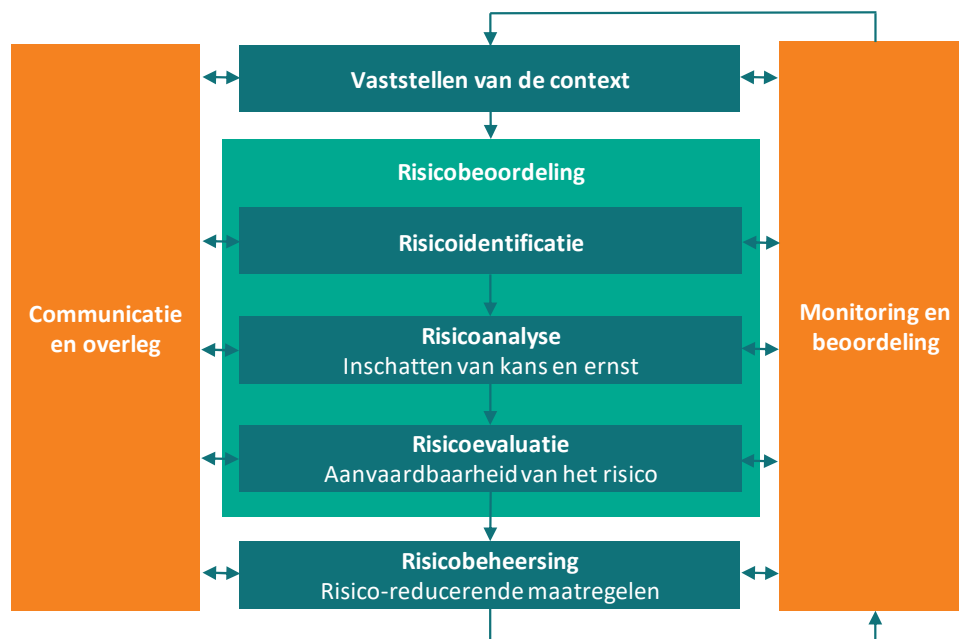 Vaststellen van de context
Risicobeoordeling
Risicoidentificatie
Communicatie
en overleg
Monitoring en
beoordeling
Risicoanalyse
Inschatten van kans en ernst
Risicoevaluatie
Aanvaardbaarheid van het risico
Risicobeheersing
Risico-reducerende maatregelen